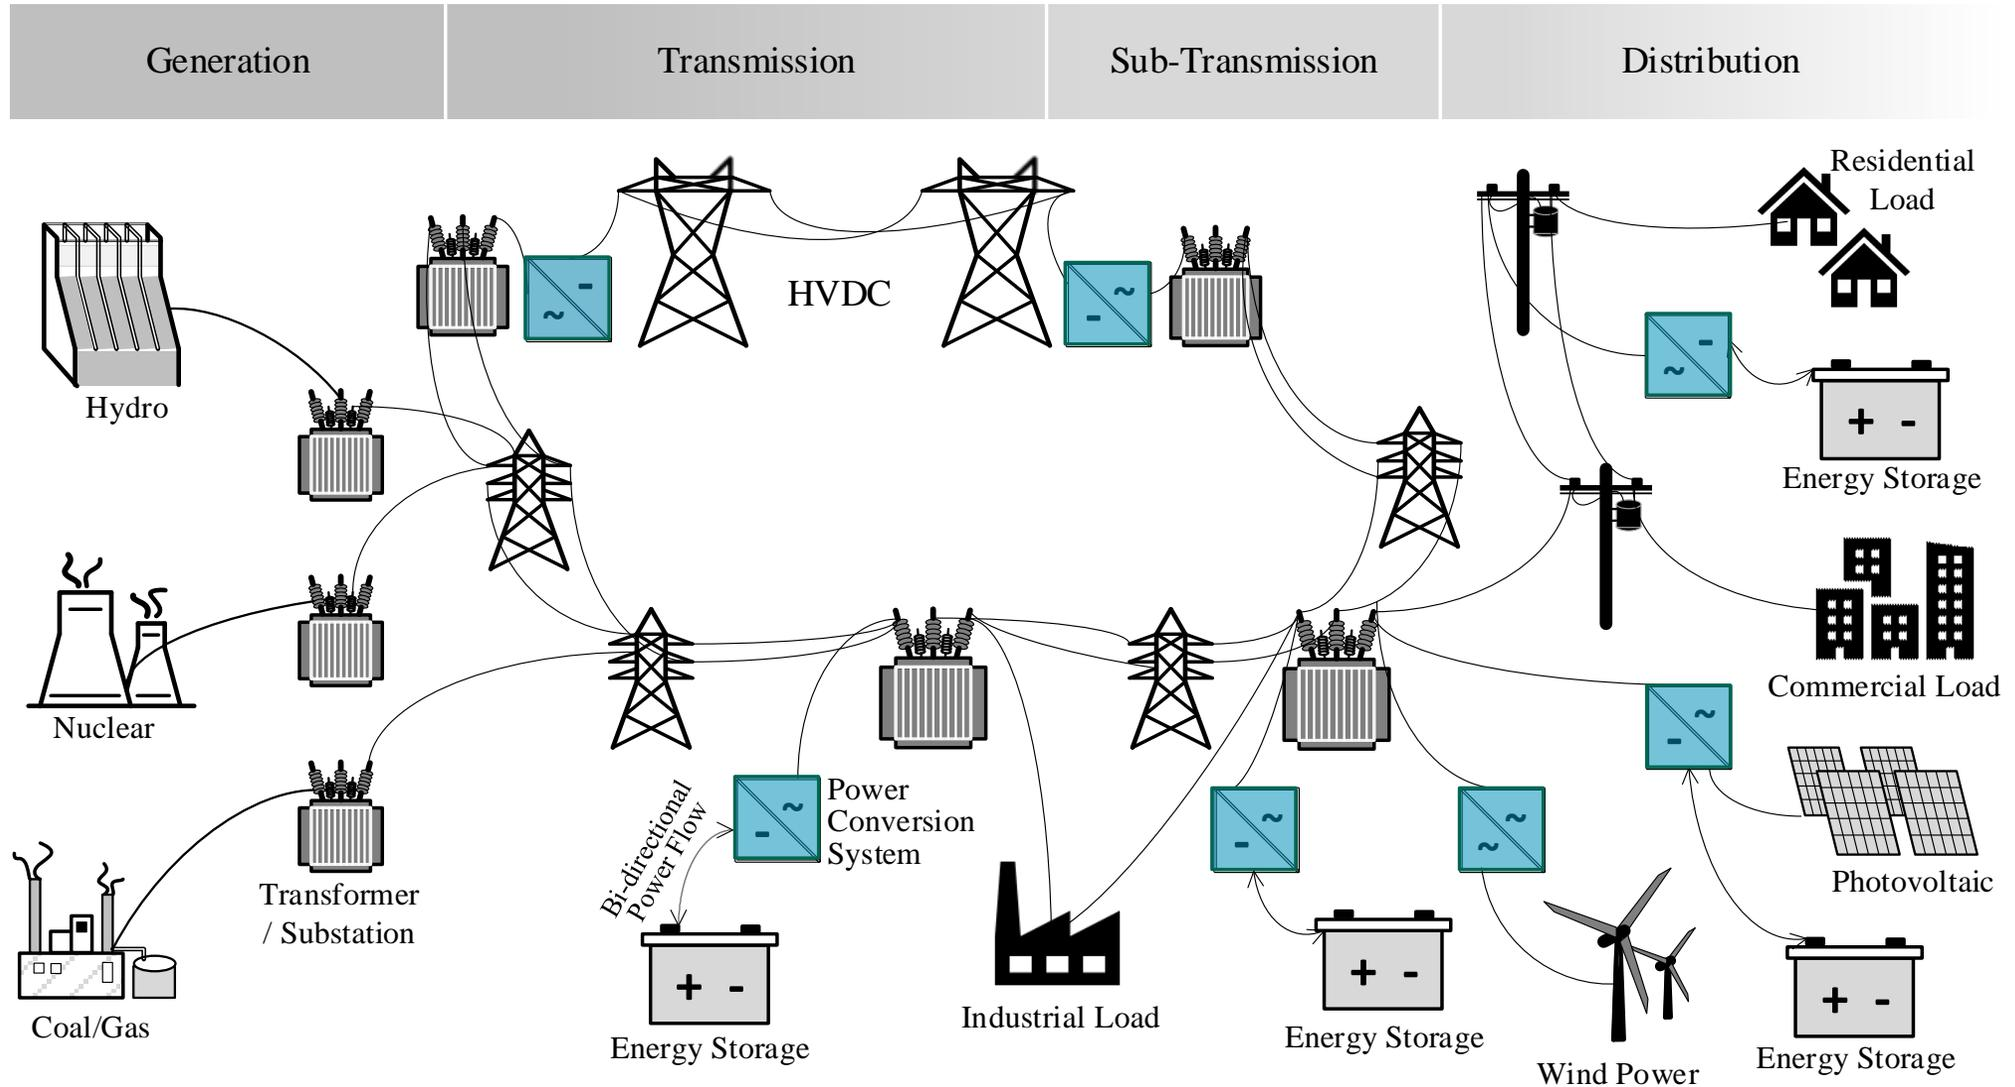 Generation
Transmission
Sub-Transmission
Distribution
Residential
Load
HVDC
Hydro
+ -
Energy Storage
Nuclear
Commercial Load
Bi-directional
Power Flow
Power
Conversion
System
Transformer
/ Substation
Photovoltaic
+ -
+ -
+ -
Coal/Gas
Industrial Load
Energy Storage
Energy Storage
Wind Power
Energy Storage